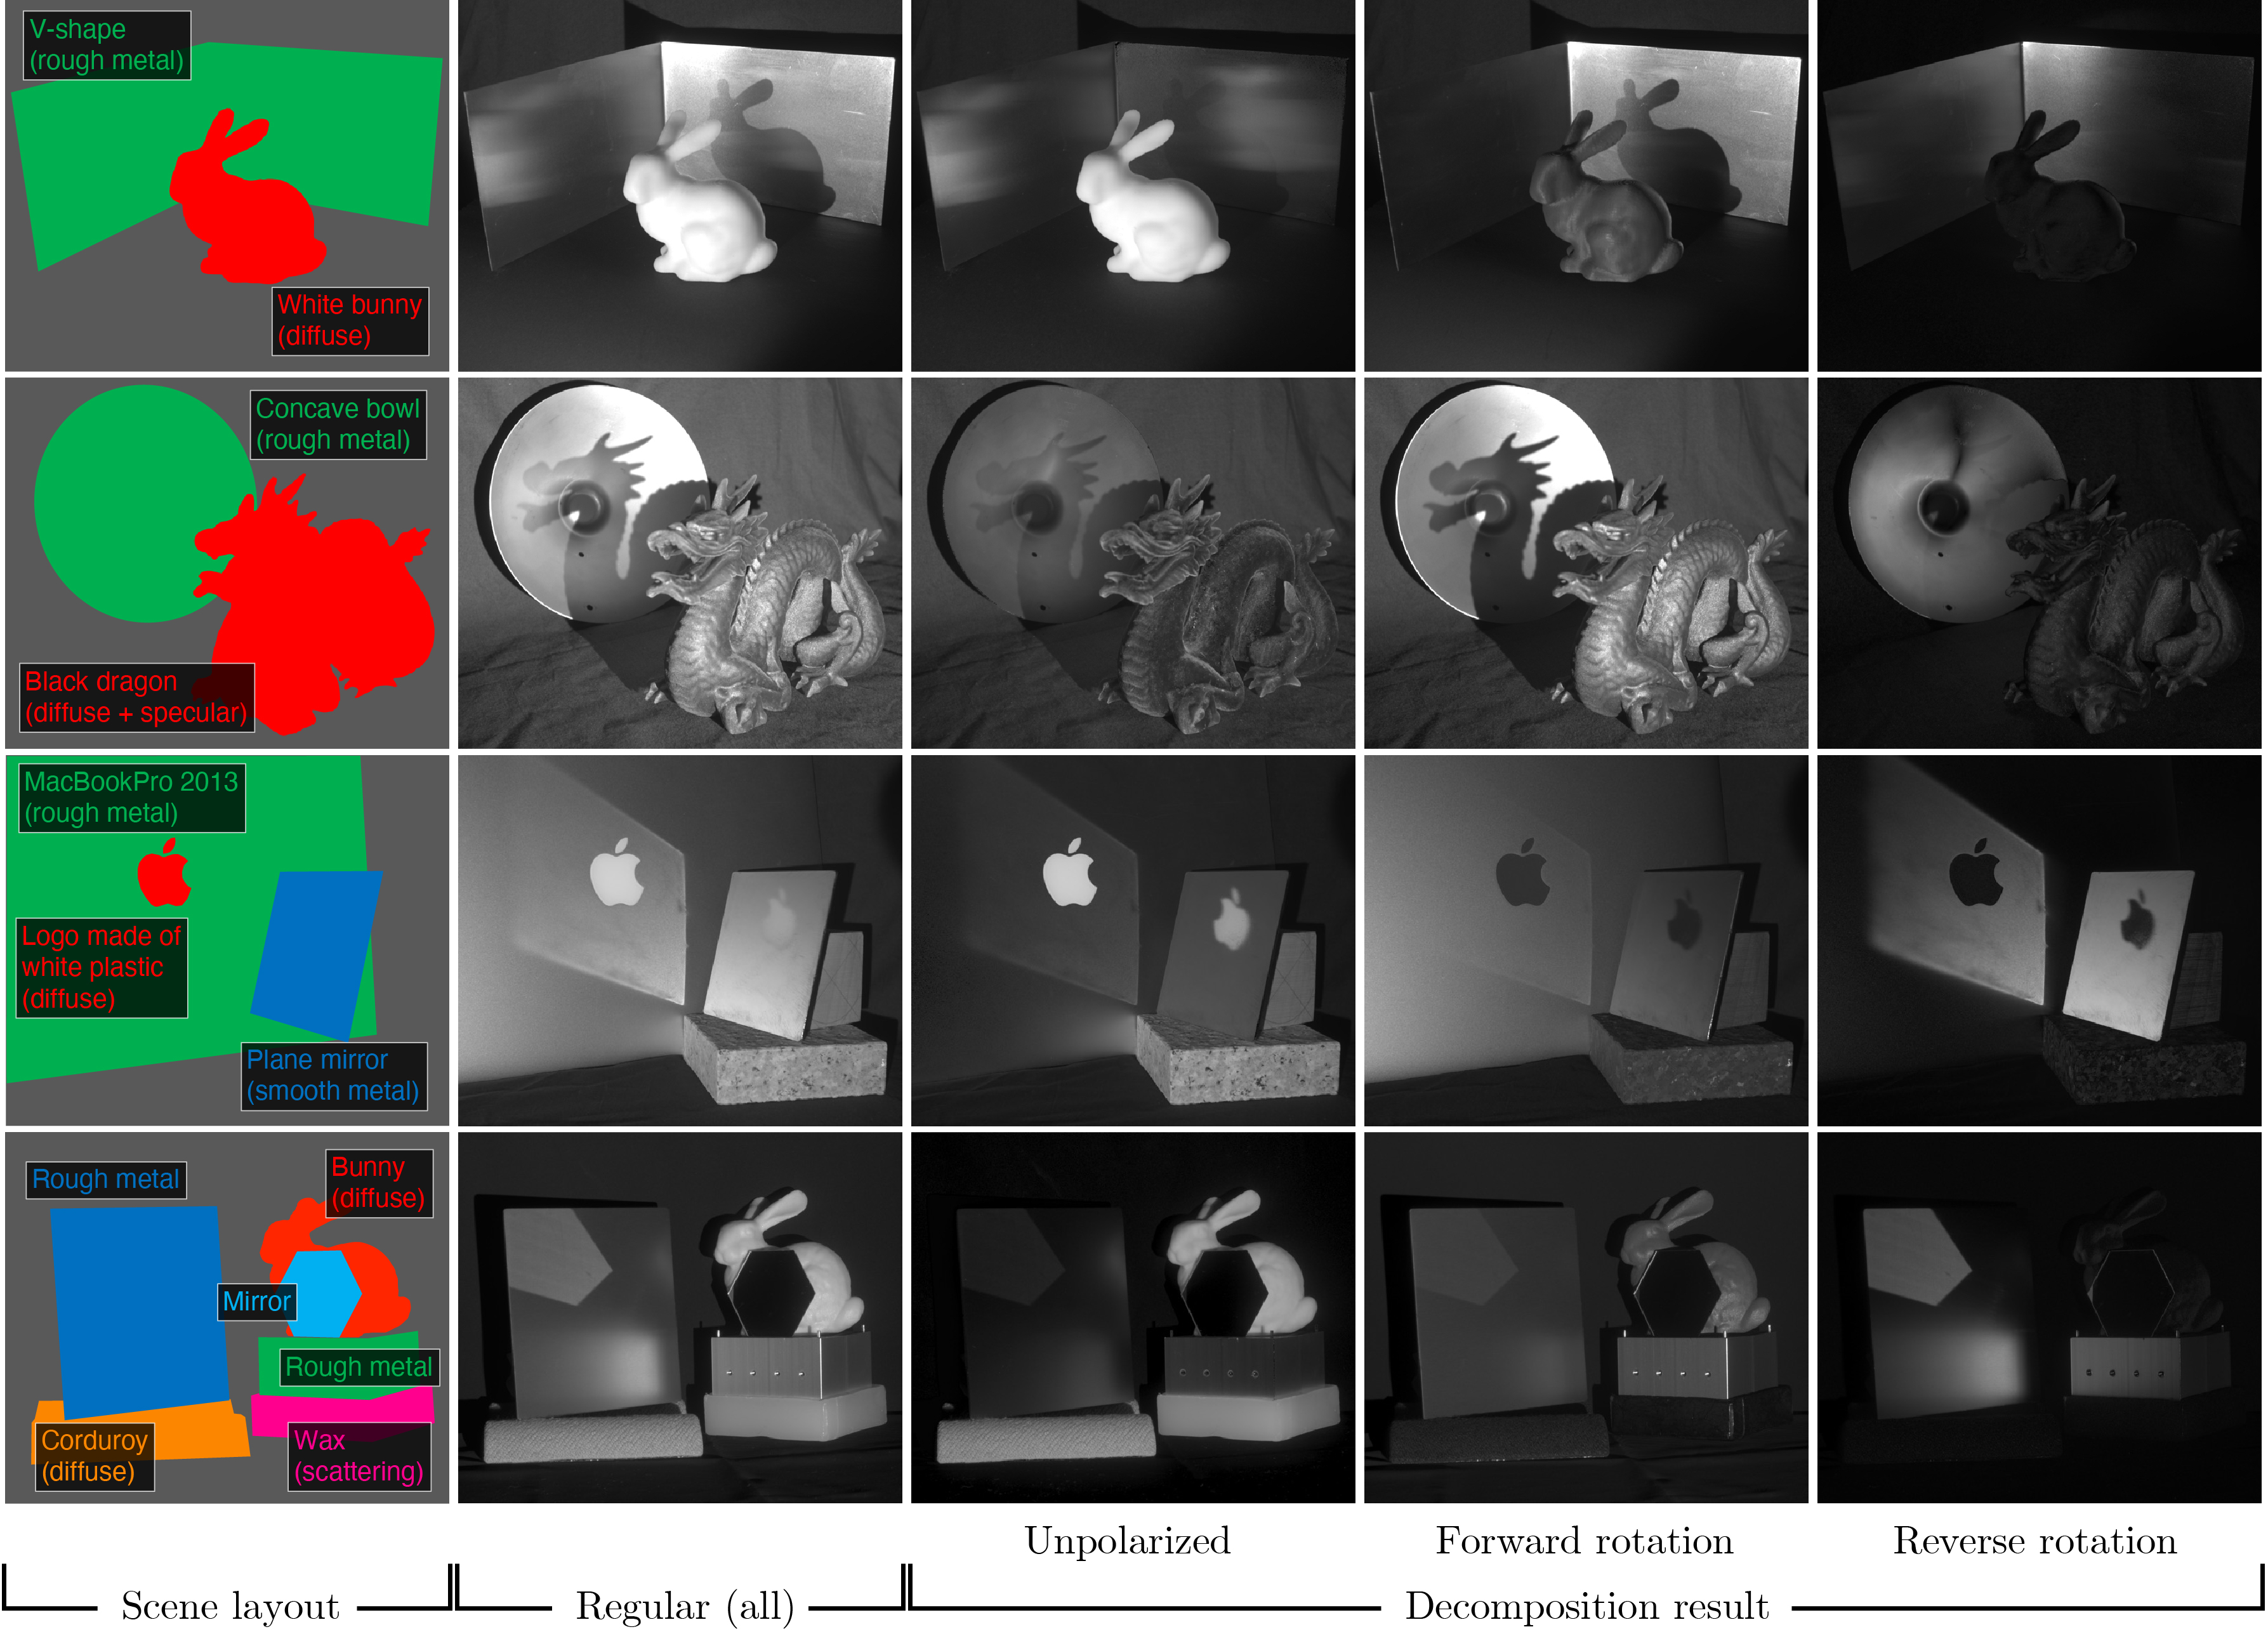 V-shape
(rough metal)
White bunny
(diffuse)
Concave bowl
(rough metal)
Black dragon
(diffuse + specular)
MacBookPro 2013
(rough metal)
Logo made of
white plastic
(diffuse)
Plane mirror
(smooth metal)
Rough metal
Bunny
(diffuse)
Mirror
Rough metal
Corduroy
(diffuse)
Wax
(scattering)
Unpolarized
Forward rotation
Reverse rotation
Scene layout
Regular (all)
Decomposition result